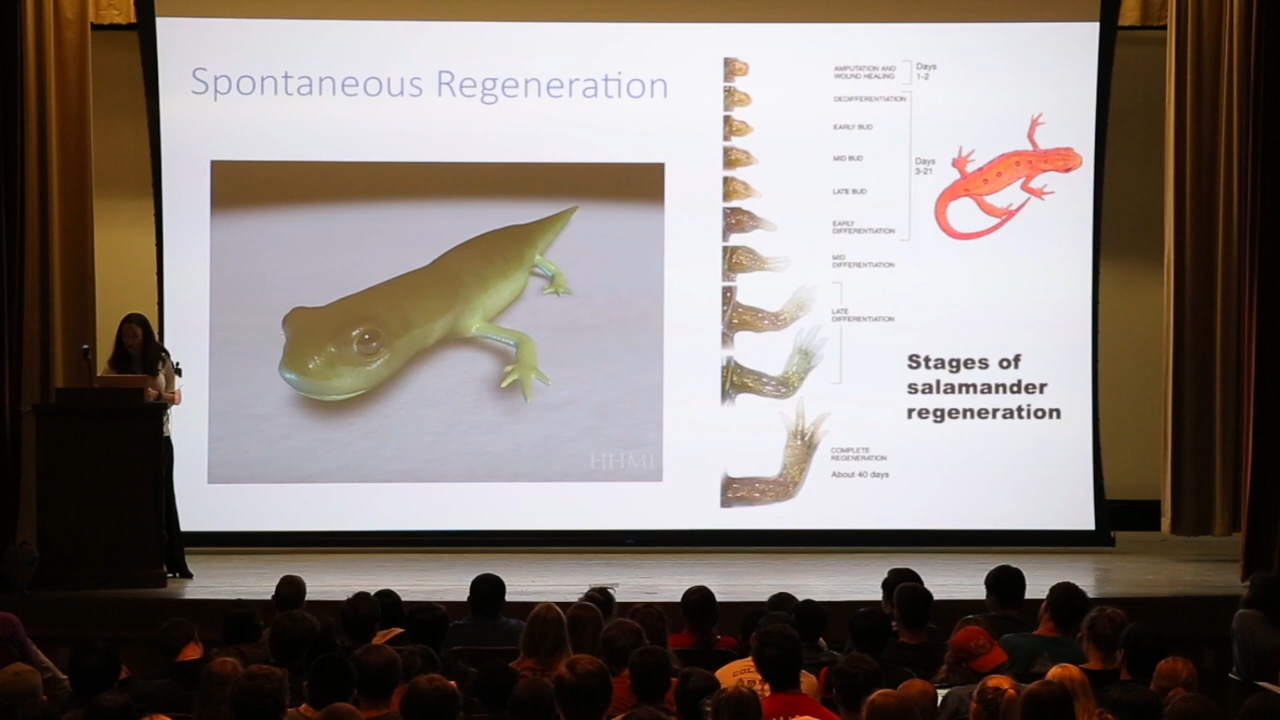 Spontaneous Regeneration
HHMI
AMPUTATION AND
WOUND HEALING
Days
1-2
DEDIFFERENTIATION
EARLY BUD
MID BUD
LATE BUD
EARLY
DIFFERENTIATION
Days
3-21
MID
DIFFERENTIATION
LATE
DIFFERENTIATION
COMPLETE
REGENERATION
About 40 days
Stages of
salamander
regeneration